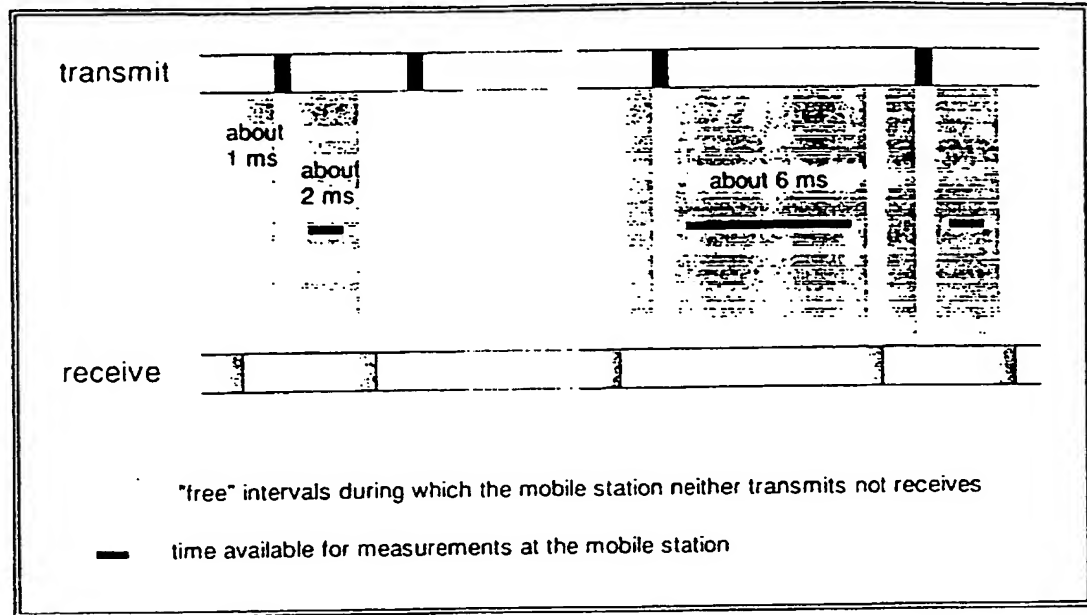 transmit
about
1 ms
about
2 ms
about 6 ms
receive
"free" intervals during which the mobile station neither transmits not receives
time available for measurements at the mobile station